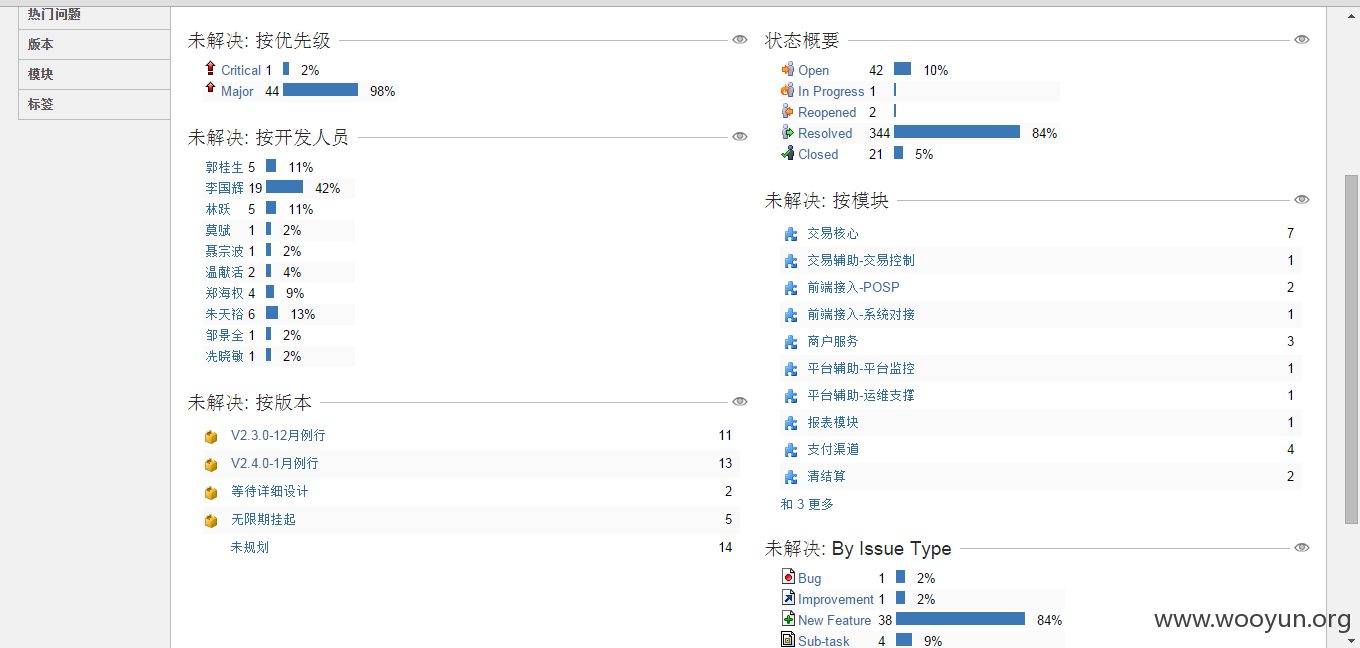 热门问题
版本
模块
标签
未解决: 按优先级
Critical 1 2%
Major 44 98%
未解决: 按开发人员
郭桂生 5 11%
李国辉 19 42%
林跃 5 11%
莫赋 1 2%
聂宗波 1 2%
温献活 2 4%
郑海权 4 9%
朱天裕 6 13%
邹景全 1 2%
冼晓敏 1 2%
未解决: 按版本
V2.3.0-12月例行 11
V2.4.0-1月例行 13
等待详细设计 2
无限期挂起 5
未规划 14
状态概要
Open 42 10%
In Progress 1
Reopened 2
Resolved 344 84%
Closed 21 5%
未解决: 按模块
交易核心 7
交易辅助-交易控制 1
前端接入-POSP 2
前端接入-系统对接 1
商户服务 3
平台辅助-平台监控 1
平台辅助-运维支撑 1
报表模块 1
支付渠道 4
清结算 2
和 3 更多
未解决: By Issue Type
Bug 1 2%
Improvement 1 2%
New Feature 38 84%
Sub-task 4 9%
www.wooyun.org